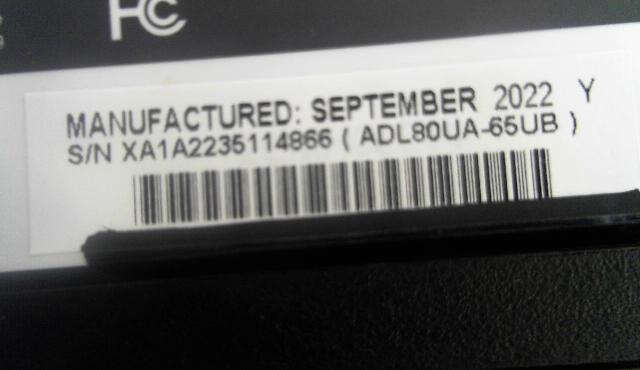 FC
MANUFACTURED: SEPTEMBER 2022 Y
S/N XA1A2235114866 ( ADL80UA-65UB )